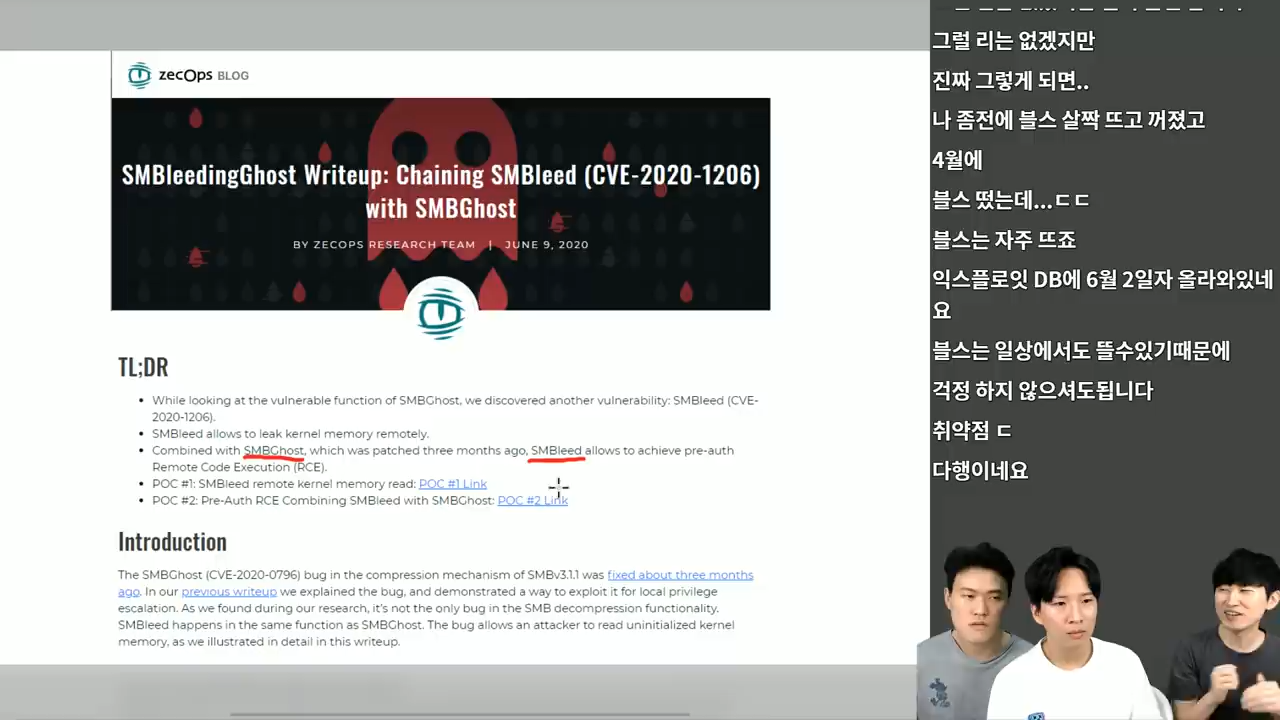 zecOps BLOG
SMBleedingGhost Writeup: Chaining SMBleed (CVE-2020-1206)
with SMBGhost
BY ZECOPS RESEARCH TEAM | JUNE 9, 2020
TL;DR
• While looking at the vulnerable function of SMBGhost, we discovered another vulnerability: SMBleed (CVE-
2020-1206).
• SMBleed allows to leak kernel memory remotely.
• Combined with SMBGhost, which was patched three months ago, SMBleed allows to achieve pre-auth
Remote Code Execution (RCE).
• POC #1: SMBleed remote kernel memory read: POC #1 Link
• POC #2: Pre-Auth RCE Combining SMBleed with SMBGhost: POC #2 Link
Introduction
The SMBGhost (CVE-2020-0796) bug in the compression mechanism of SMBv3.1.1 was fixed about three months
ago. In our previous writeup we explained the bug, and demonstrated a way to exploit it for local privilege
escalation. As we found during our research, it's not the only bug in the SMB decompression functionality.
SMBleed happens in the same function as SMBGhost. The bug allows an attacker to read uninitialized kernel
memory, as we illustrated in detail in this writeup.
그럴 리는 없겠지만
진짜 그렇게 되면..
나 좀전에 블스 살짝 뜨고 꺼졌고
4월에
블스 떴는데...ㄷㄷ
블스는 자주 뜨죠
익스플로잇 DB에 6월 2일자 올라와있네
요
블스는 일상에서도 뜰수있기때문에
걱정 하지 않으셔도됩니다
취약점 ㄷ
다행이네요